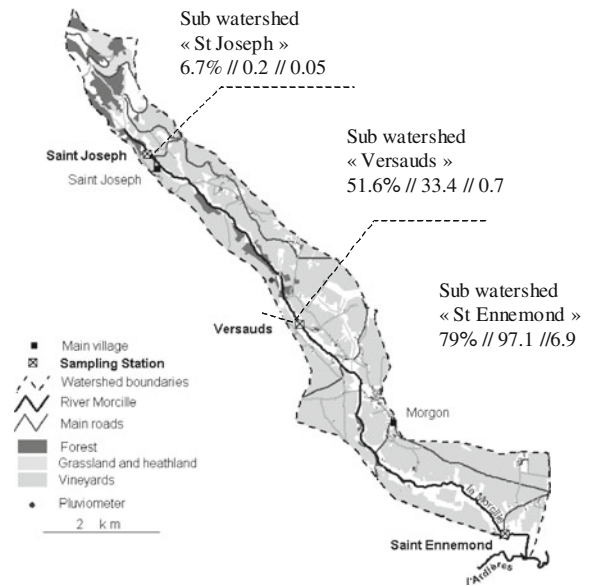 Sub watershed
« St Joseph »
6.7% // 0.2 // 0.05
Saint Joseph
Saint Joseph
Sub watershed
« Versauds »
51.6% // 33.4 // 0.7
Sub watershed
« St Ennemond »
79% // 97.1 //6.9
Versauds
Main village
Sampling Station
Watershed boundaries
River Morcille
Main roads
Forest
Grassland and heathland
Vineyards
Pluviometer
2 km
Morgon
la Morcille
Saint Ennemond
l'Ardières